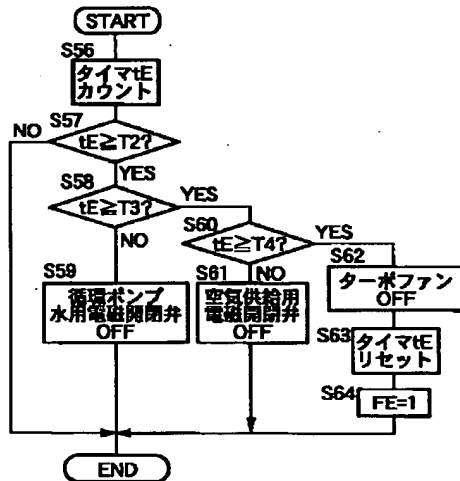 START
S56
タイマtE
カウント
S57
NO
tE≧T2?
YES
S58
tE≧T3?
YES
NO
S60
tE≧T4?
YES
NO
S59
循環ポンプ
水用電磁開閉弁
OFF
S61
空気供給用
電磁開閉弁
OFF
S62
ターボファン
OFF
S63
タイマtE
リセット
S64
FE=1
END